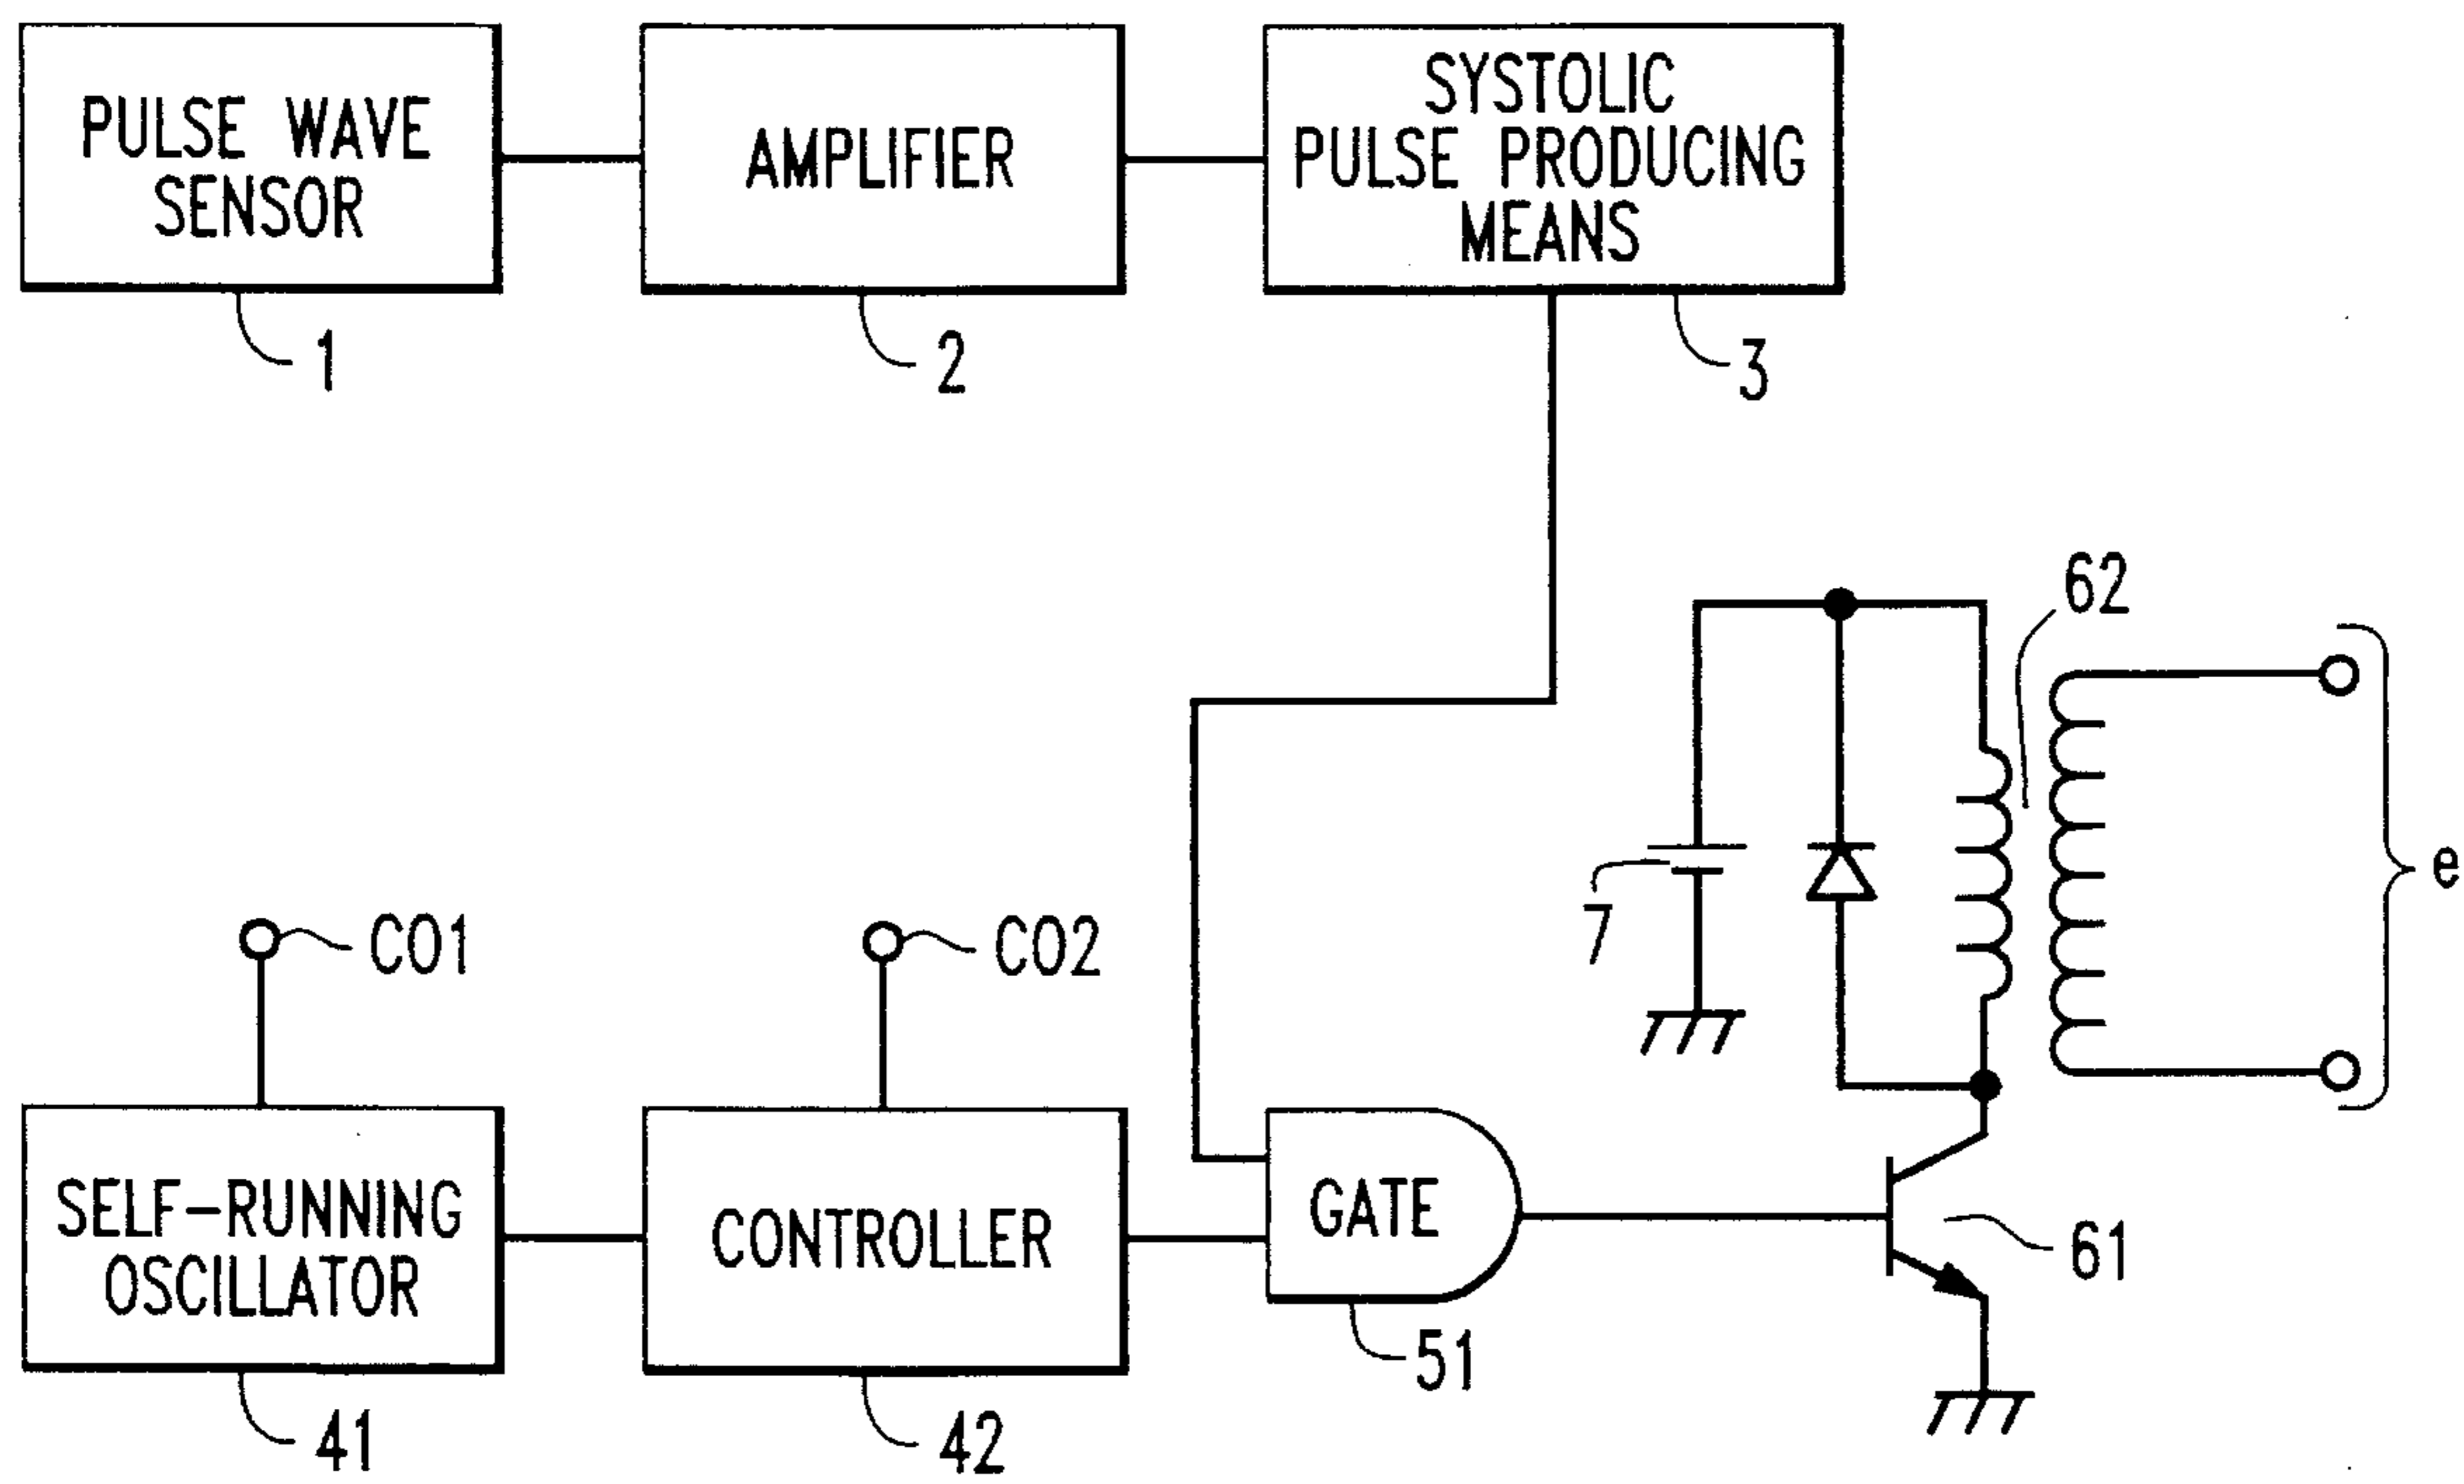 PULSE WAVE
SENSOR
AMPLIFIER
SYSTOLIC
PULSE PRODUCING
MEANS
1
2
3
62
7
e
CO1
CO2
SELF-RUNNING
OSCILLATOR
CONTROLLER
GATE
61
51
41
42